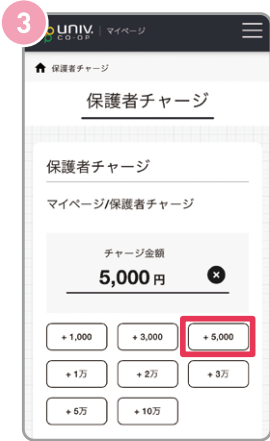 3
UNIV.
CO-OP
マイページ
保護者チャージ
保護者チャージ
保護者チャージ
マイページ/保護者チャージ
チャージ金額
5,000 円
+ 1,000
+ 3,000
+ 5,000
+ 1万
+ 2万
+ 3万
+ 5万
+ 10万